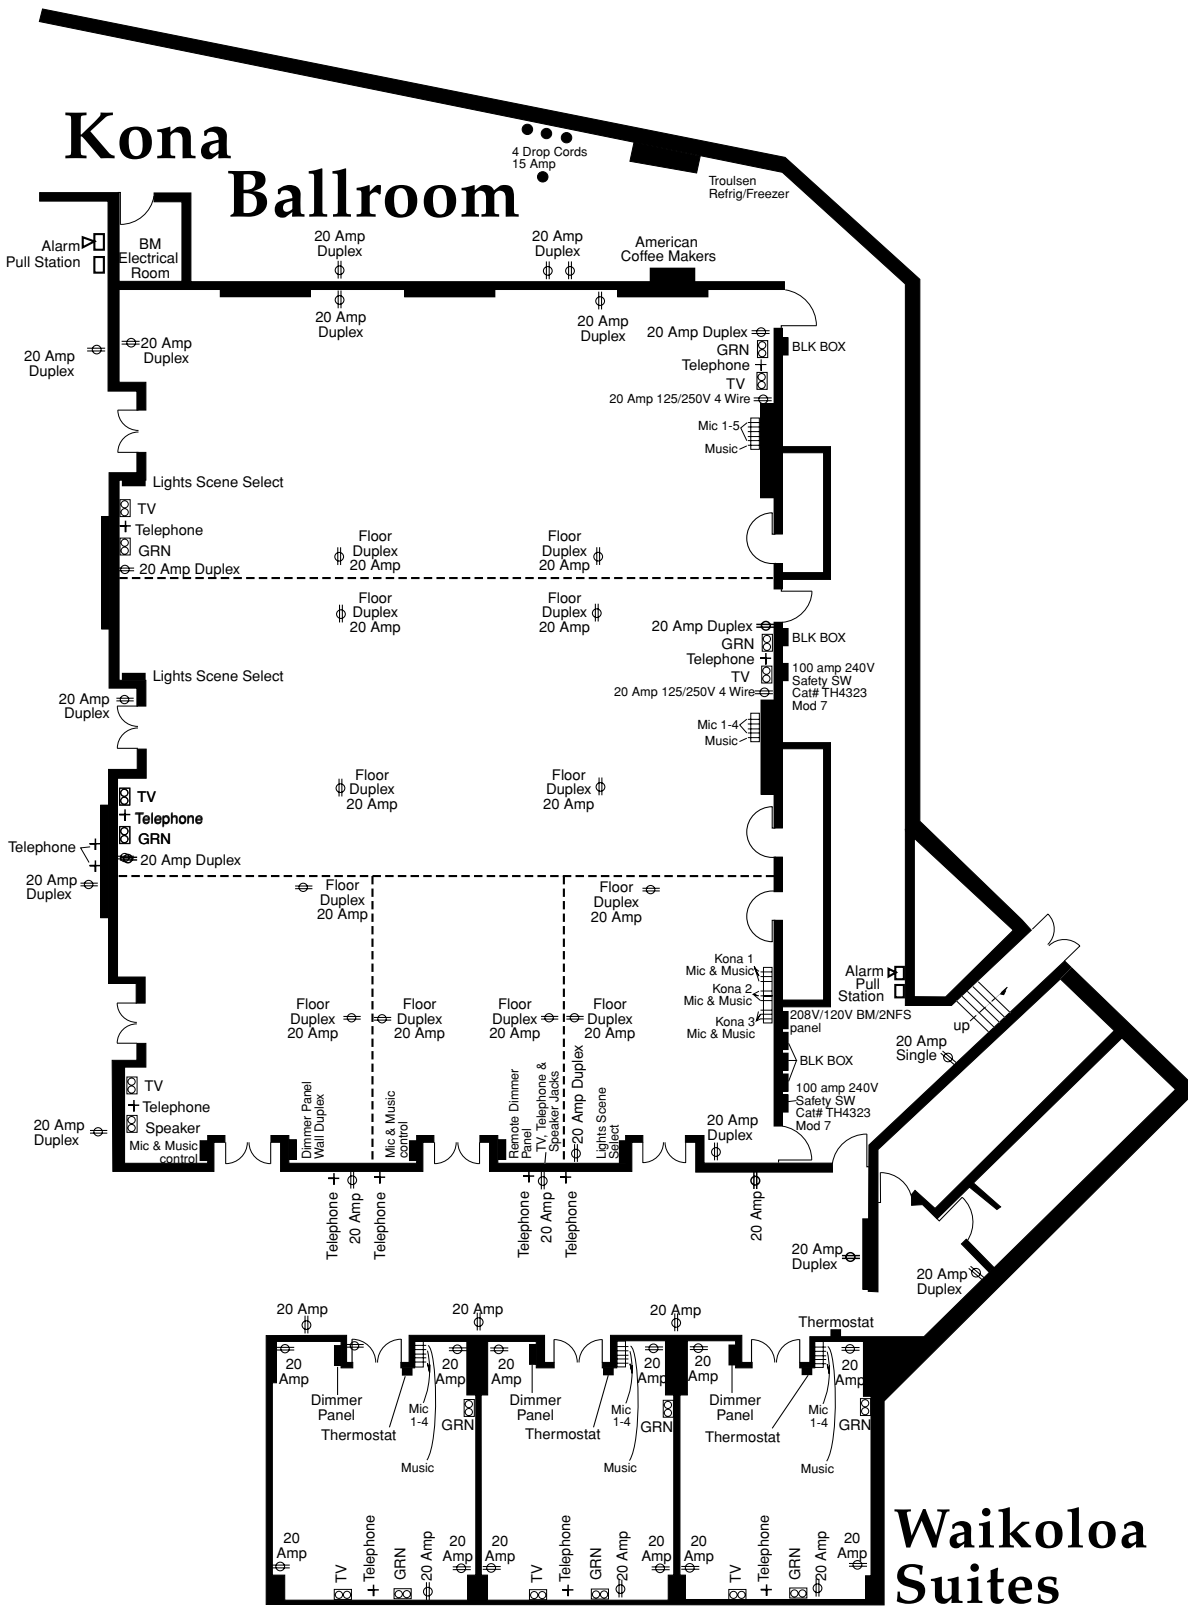 Kona
Ballroom
4 Drop Cords
15 Amp
Troulsen
Refrig/Freezer
Alarm
Pull Station
BM
Electrical
Room
20 Amp
Duplex
20 Amp
Duplex
American
Coffee Makers
20 Amp
Duplex
20 Amp
Duplex
20 Amp
Duplex
20 Amp
Duplex
20 Amp Duplex
GRN
Telephone
TV
20 Amp 125/250V 4 Wire
BLK BOX
Mic 1-5
Music
Lights Scene Select
TV
Telephone
GRN
20 Amp Duplex
Floor
Duplex
20 Amp
Floor
Duplex
20 Amp
Floor
Duplex
20 Amp
Floor
Duplex
20 Amp
20 Amp Duplex
GRN
Telephone
TV
20 Amp 125/250V 4 Wire
BLK BOX
100 amp 240V
Safety SW
Cat# TH4323
Mod 7
Lights Scene Select
20 Amp
Duplex
Mic 1-4
Music
TV
Telephone
GRN
20 Amp Duplex
Telephone
20 Amp
Duplex
Floor
Duplex
20 Amp
Floor
Duplex
20 Amp
Floor
Duplex
20 Amp
Floor
Duplex
20 Amp
Kona 1
Mic & Music
Kona 2
Mic & Music
Kona 3
Mic & Music
Alarm
Pull
Station
up
208V/120V BM/2NFS
panel
20 Amp
Single
BLK BOX
100 amp 240V
Safety SW
Cat# TH4323
Mod 7
Floor
Duplex
20 Amp
Floor
Duplex
20 Amp
Floor
Duplex
20 Amp
Floor
Duplex
20 Amp
TV
Telephone
Speaker
Mic & Music
control
20 Amp
Duplex
Dimmer Panel
Wall Duplex
Mic & Music
control
Remote Dimmer
Panel
TV, Telephone &
Speaker Jacks
20 Amp Duplex
Lights Scene
Select
20 Amp
Duplex
Telephone
20 Amp
Telephone
Telephone
20 Amp
Telephone
20 Amp
20 Amp
Duplex
20 Amp
Duplex
20 Amp
20 Amp
20 Amp
Thermostat
20
Amp
20
Amp
20
Amp
20
Amp
20
Amp
20
Amp
Dimmer
Panel
Thermostat
Mic
1-4
GRN
Music
Dimmer
Panel
Thermostat
Mic
1-4
GRN
Music
Dimmer
Panel
Thermostat
Mic
1-4
GRN
Music
20
Amp
TV
Telephone
GRN
20 Amp
20
Amp
20
Amp
TV
Telephone
GRN
20 Amp
20
Amp
20
Amp
TV
Telephone
GRN
20 Amp
20
Amp
Waikoloa
Suites